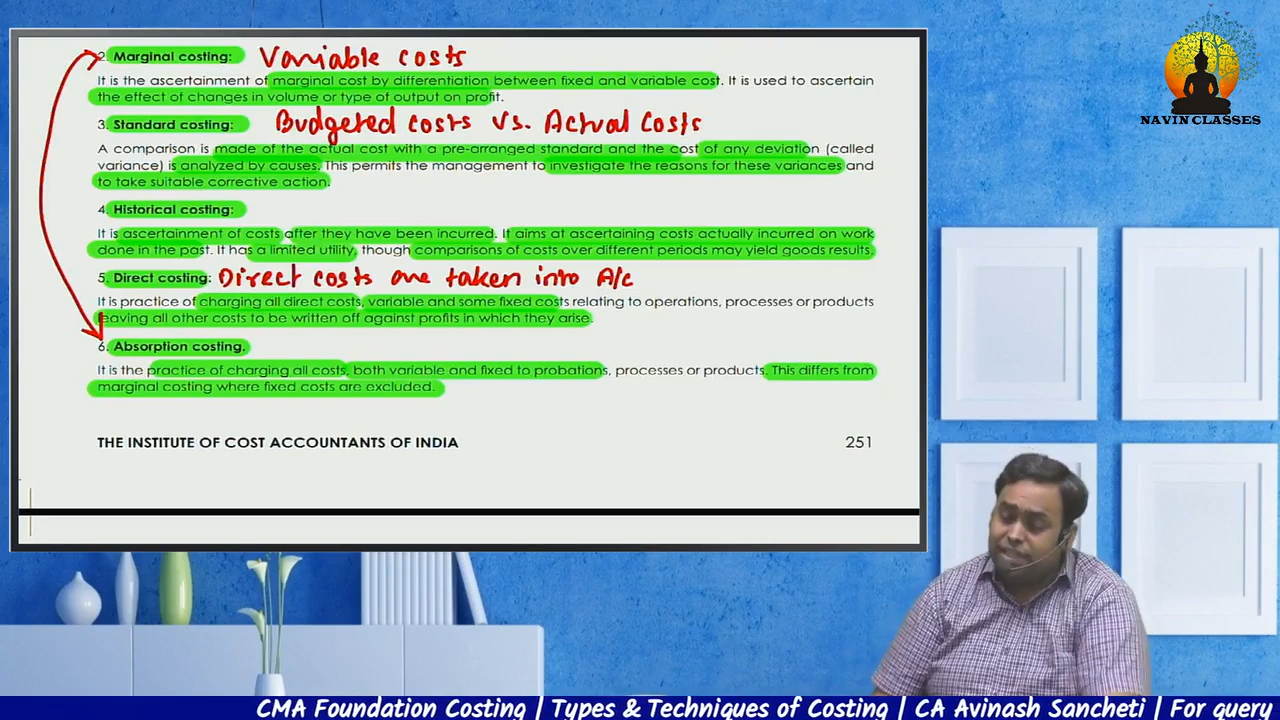 2. Marginal costing: Variable costs
It is the ascertainment of marginal cost by differentiation between fixed and variable cost. It is used to ascertain
the effect of changes in volume or type of output on profit.
3. Standard costing: Budgeted costs vs. Actual costs
A comparison is made of the actual cost with a pre-arranged standard and the cost of any deviation (called
variance) is analyzed by causes. This permits the management to investigate the reasons for these variances and
to take suitable corrective action.
4. Historical costing:
It is ascertainment of costs after they have been incurred. It aims at ascertaining costs actually incurred on work
done in the past. It has a limited utility, though comparisons of costs over different periods may yield goods results.
5. Direct costing: Direct costs are taken into A/c
It is practice of charging all direct costs, variable and some fixed costs relating to operations, processes or products
leaving all other costs to be written off against profits in which they arise.
6. Absorption costing.
It is the practice of charging all costs, both variable and fixed to probations, processes or products. This differs from
marginal costing where fixed costs are excluded.
THE INSTITUTE OF COST ACCOUNTANTS OF INDIA 251
NAVIN CLASSES
CMA Foundation Costing | Types & Techniques of Costing | CA Avinash Sancheti | For query